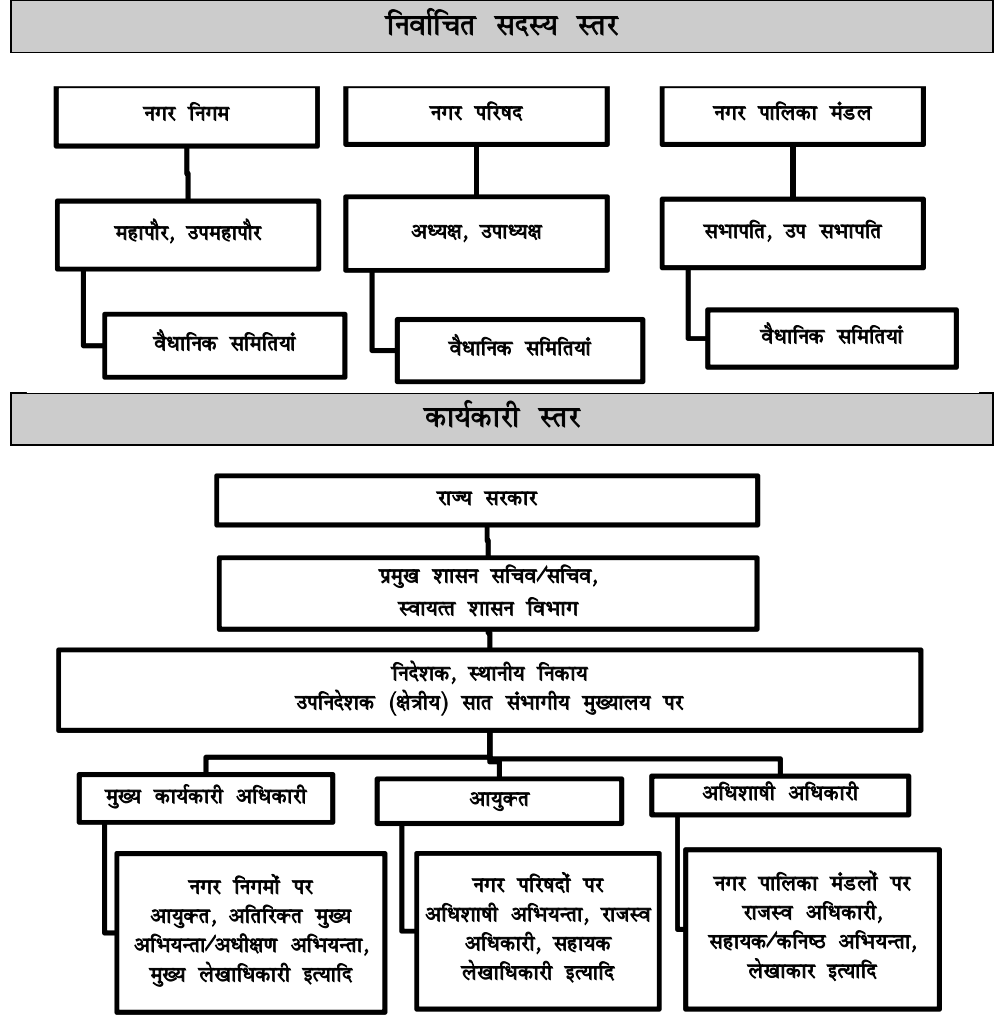 निर्वाचित सदस्य स्तर
नगर निगम
नगर परिषद
नगर पालिका मंडल
महापौर, उपमहापौर
अध्यक्ष, उपाध्यक्ष
सभापति, उप सभापति
वैधानिक समितियां
वैधानिक समितियां
वैधानिक समितियां
कार्यकारी स्तर
राज्य सरकार
प्रमुख शासन सचिव/सचिव,
स्वायत्त शासन विभाग
निदेशक, स्थानीय निकाय
उपनिदेशक (क्षेत्रीय) सात संभागीय मुख्यालय पर
मुख्य कार्यकारी अधिकारी
आयुक्त
अधिशाषी अधिकारी
नगर निगमों पर
आयुक्त, अतिरिक्त मुख्य
अभियन्ता/अधीक्षण अभियन्ता,
मुख्य लेखाधिकारी इत्यादि
नगर परिषदों पर
अधिशाषी अभियन्ता, राजस्व
अधिकारी, सहायक
लेखाधिकारी इत्यादि
नगर पालिका मंडलों पर
राजस्व अधिकारी,
सहायक/कनिष्ठ अभियन्ता,
लेखाकार इत्यादि